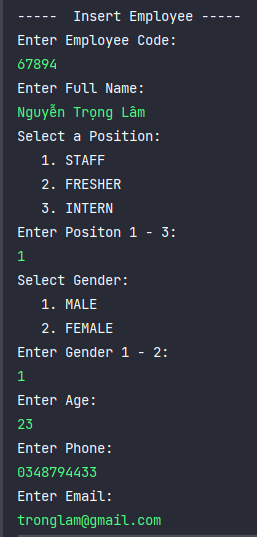 -----  Insert Employee -----
Enter Employee Code:
67894
Enter Full Name:
Nguyễn Trọng Lâm
Select a Position:
1. STAFF
2. FRESHER
3. INTERN
Enter Positon 1 - 3:
1
Select Gender:
1. MALE
2. FEMALE
Enter Gender 1 - 2:
1
Enter Age:
23
Enter Phone:
0348794433
Enter Email:
tronglam@gmail.com